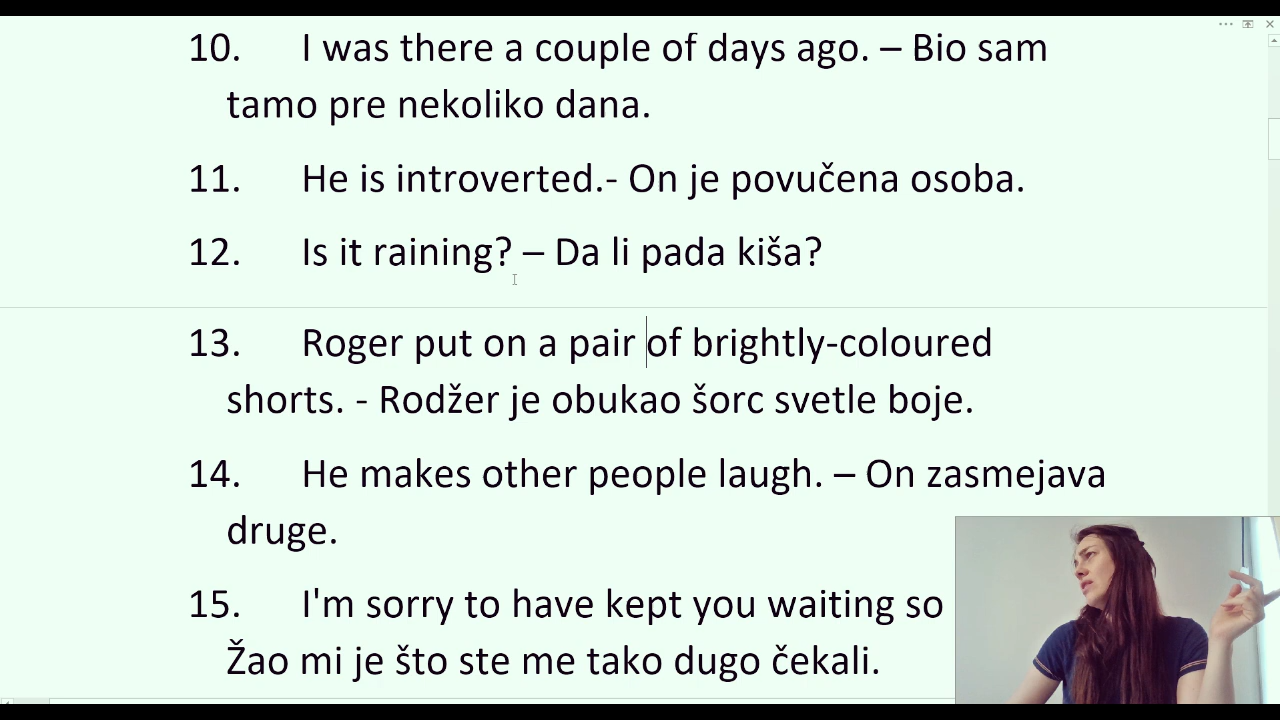 10. I was there a couple of days ago. – Bio sam
tamo pre nekoliko dana.
11. He is introverted.- On je povučena osoba.
12. Is it raining? – Da li pada kiša?
13. Roger put on a pair of brightly-coloured
shorts. - Rodžer je obukao šorc svetle boje.
14. He makes other people laugh. – On zasmejava
druge.
15. I'm sorry to have kept you waiting so
Žao mi je što ste me tako dugo čekali.